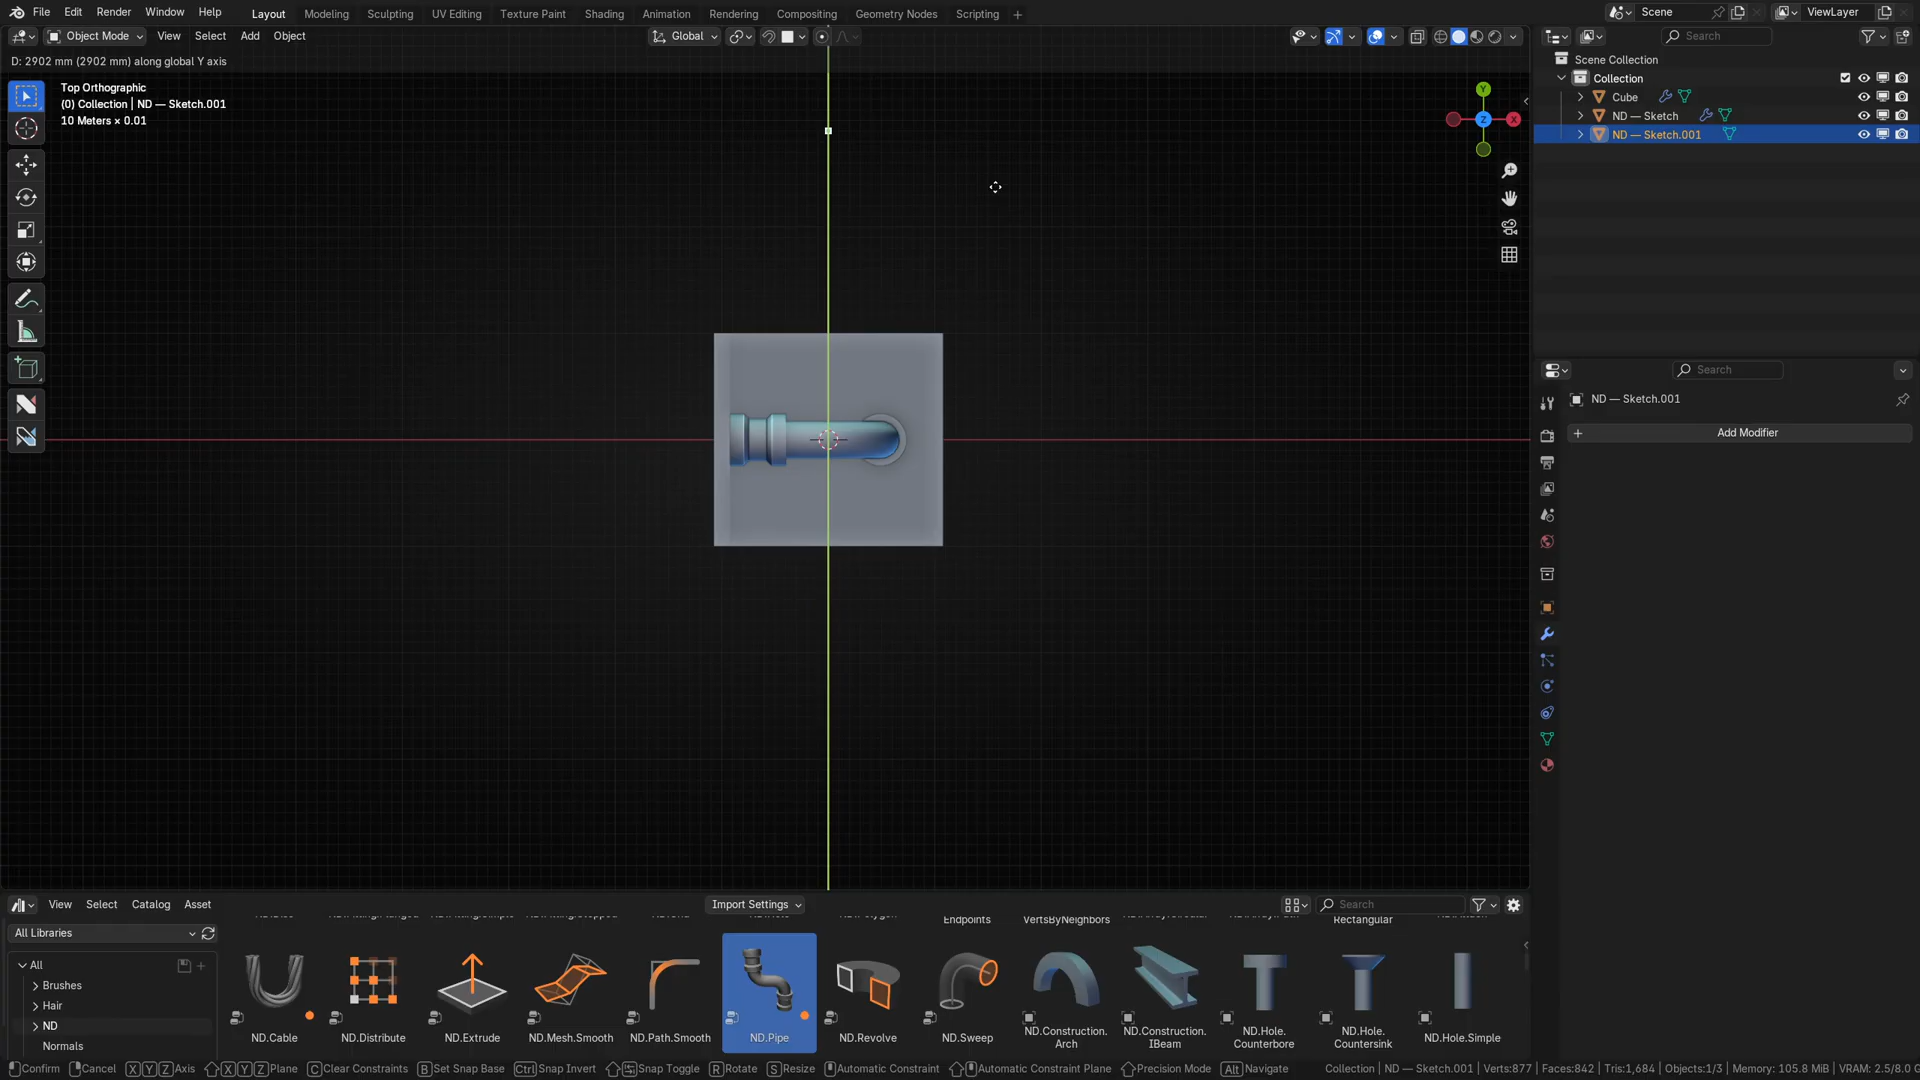 File Edit Render Window Help Layout Modeling Sculpting UV Editing Texture Paint Shading Animation Rendering Compositing Geometry Nodes Scripting Scene ViewLayer
Object Mode View Select Add Object Global Search
D: 2902 mm (2902 mm) along global Y axis
Top Orthographic
(0) Collection | ND — Sketch.001
10 Meters × 0.01
Y
Z
X
Scene Collection
Collection
Cube
ND — Sketch
ND — Sketch.001
Search
ND — Sketch.001
Add Modifier
View Select Catalog Asset Import Settings Search
All Libraries
All
Brushes
Hair
ND
Normals
Endpoints
VertsByNeighbors
Rectangular
ND.Cable
ND.Distribute
ND.Extrude
ND.Mesh.Smooth
ND.Path.Smooth
ND.Pipe
ND.Revolve
ND.Sweep
ND.Construction.
Arch
ND.Construction.
IBeam
ND.Hole.
Counterbore
ND.Hole.
Countersink
ND.Hole.Simple
Confirm Cancel X Y Z Axis X Y Z Plane C Clear Constraints B Set Snap Base Ctrl Snap Invert Snap Toggle R Rotate S Resize Automatic Constraint Automatic Constraint Plane Precision Mode Alt Navigate Collection | ND — Sketch.001 | Verts:877 | Faces:842 | Tris:1,684 | Objects:1/3 | Memory: 105.8 MiB | VRAM: 2.5/8.0 G